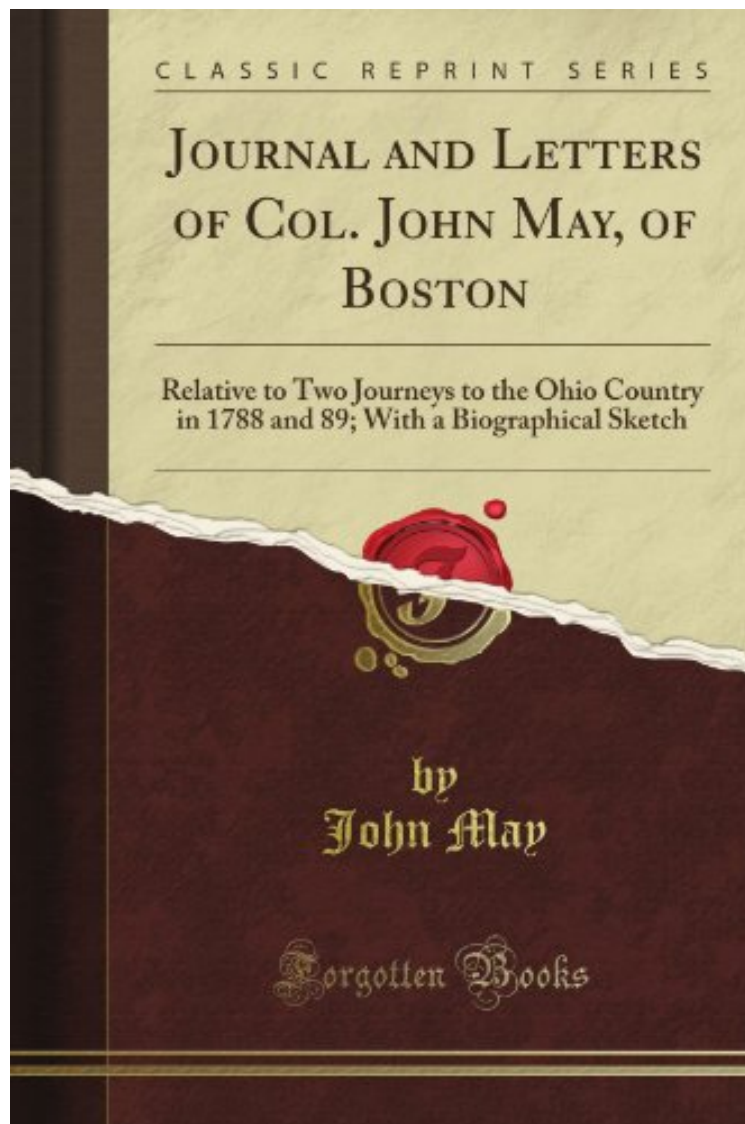 CLASSIC REPRINT SERIES
JOURNAL AND LETTERS
OF COL. JOHN MAY, OF
BOSTON
Relative to Two Journeys to the Ohio Country
in 1788 and 89; With a Biographical Sketch
F
by
John May
Forgotten Books